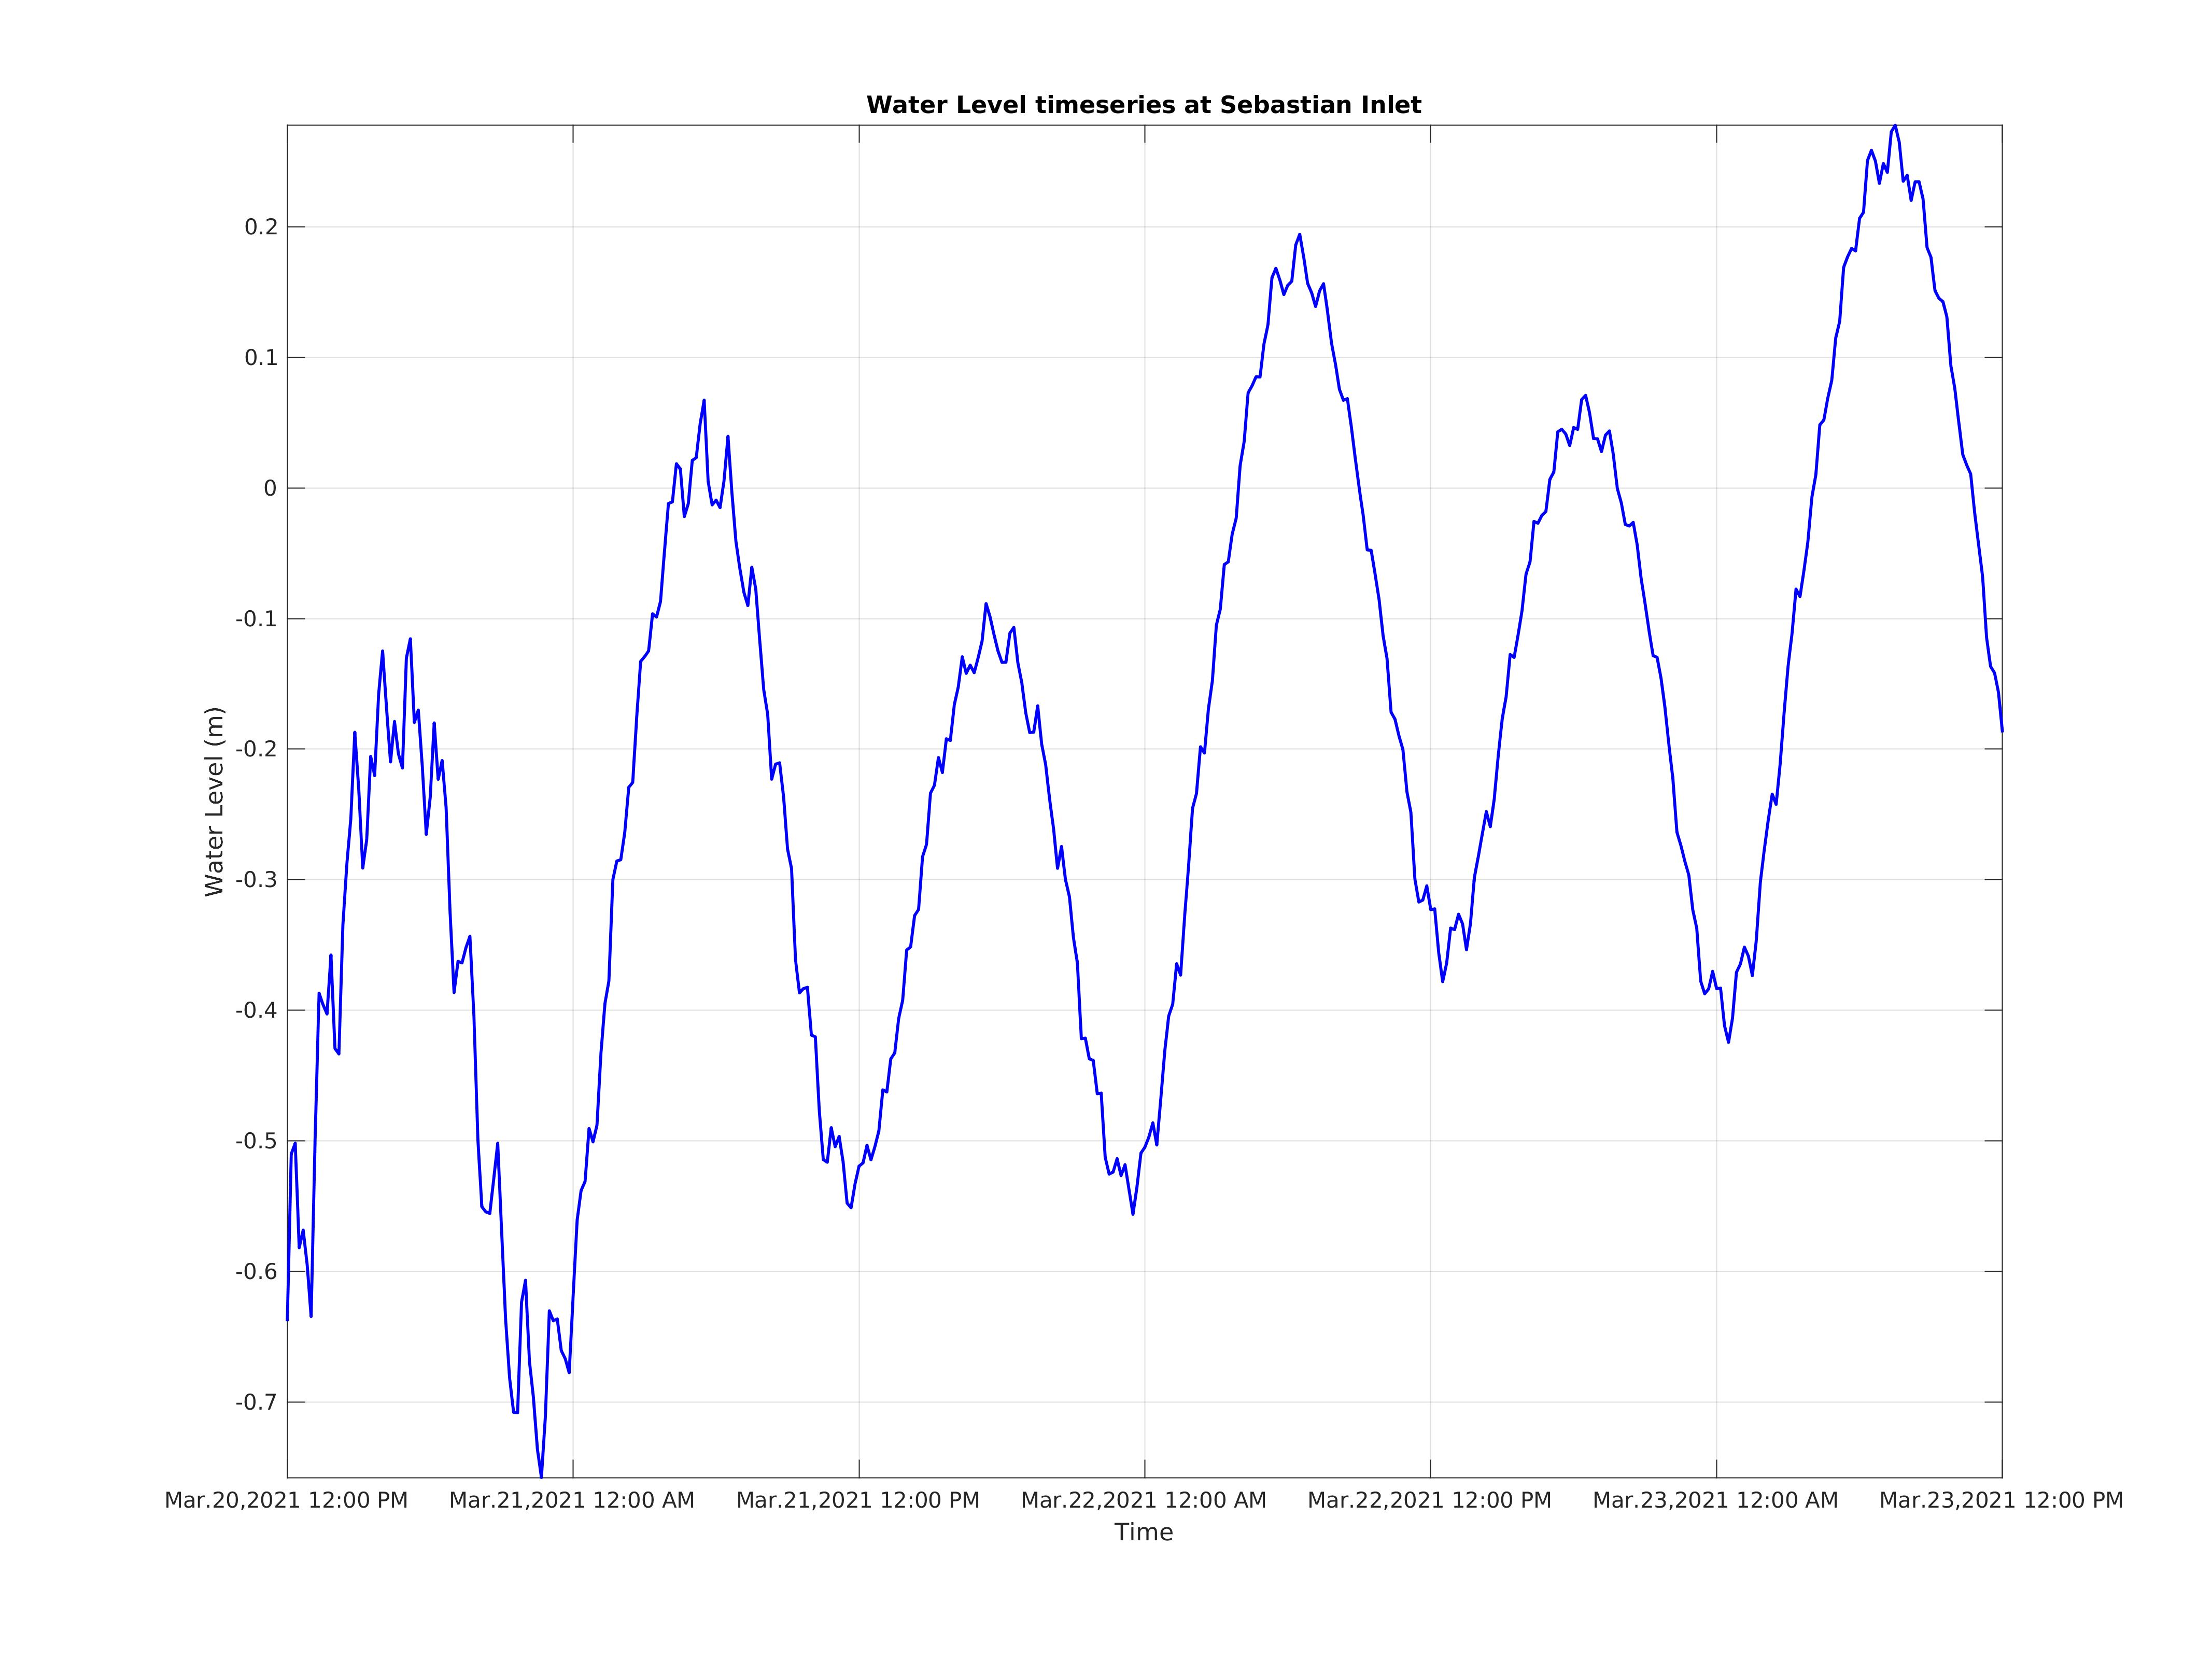 Water Level timeseries at Sebastian Inlet
Water Level (m)
0.2
0.1
0
-0.1
-0.2
-0.3
-0.4
-0.5
-0.6
-0.7
Mar.20,2021 12:00 PM Mar.21,2021 12:00 AM Mar.21,2021 12:00 PM Mar.22,2021 12:00 AM Mar.22,2021 12:00 PM Mar.23,2021 12:00 AM Mar.23,2021 12:00 PM
Time